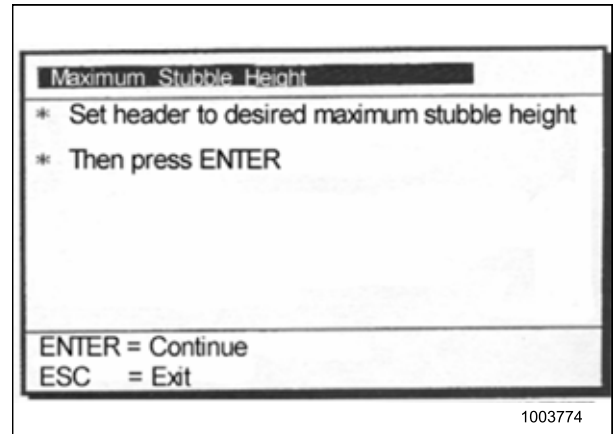 Maximum Stubble Height
* Set header to desired maximum stubble height
* Then press ENTER
ENTER = Continue
ESC = Exit
1003774